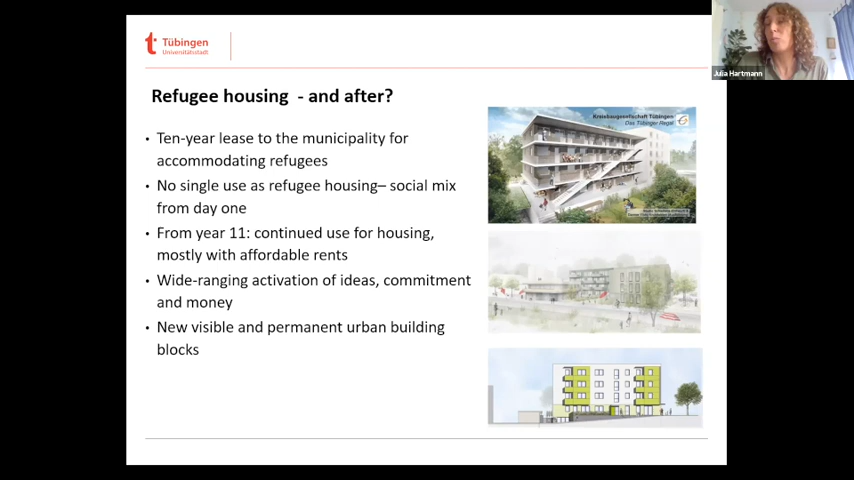 Tübingen
Universitätsstadt
Julia Hartmann
Refugee housing - and after?
• Ten-year lease to the municipality for
accommodating refugees
• No single use as refugee housing– social mix
from day one
• From year 11: continued use for housing,
mostly with affordable rents
• Wide-ranging activation of ideas, commitment
and money
• New visible and permanent urban building
blocks
Kreisbaugesellschaft Tübingen